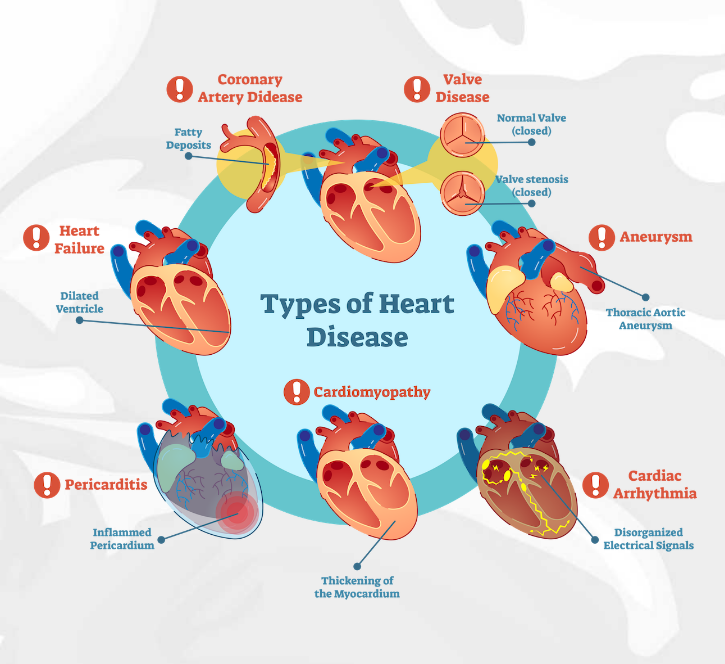 Coronary
Artery Didease
Valve
Disease
Fatty
Deposits
Normal Valve
(closed)
Valve stenosis
(closed)
Heart
Failure
Aneurysm
Dilated
Ventricle
Types of Heart
Disease
Thoracic Aortic
Aneurysm
Cardiomyopathy
Pericarditis
Cardiac
Arrhythmia
Inflammed
Pericardium
Disorganized
Electrical Signals
Thickening of
the Myocardium